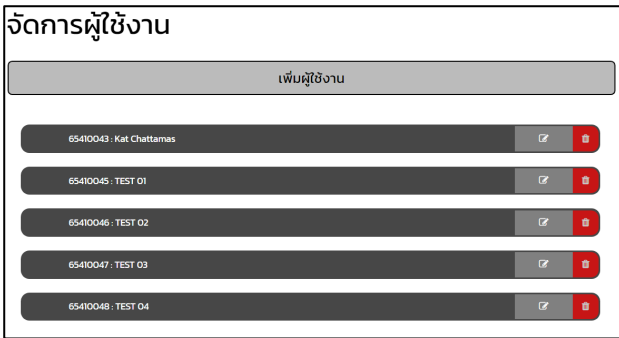 จัดการผู้ใช้งาน
เพิ่มผู้ใช้งาน
65410043 : Kat Chattamas
65410045 : TEST 01
65410046 : TEST 02
65410047 : TEST 03
65410048 : TEST 04